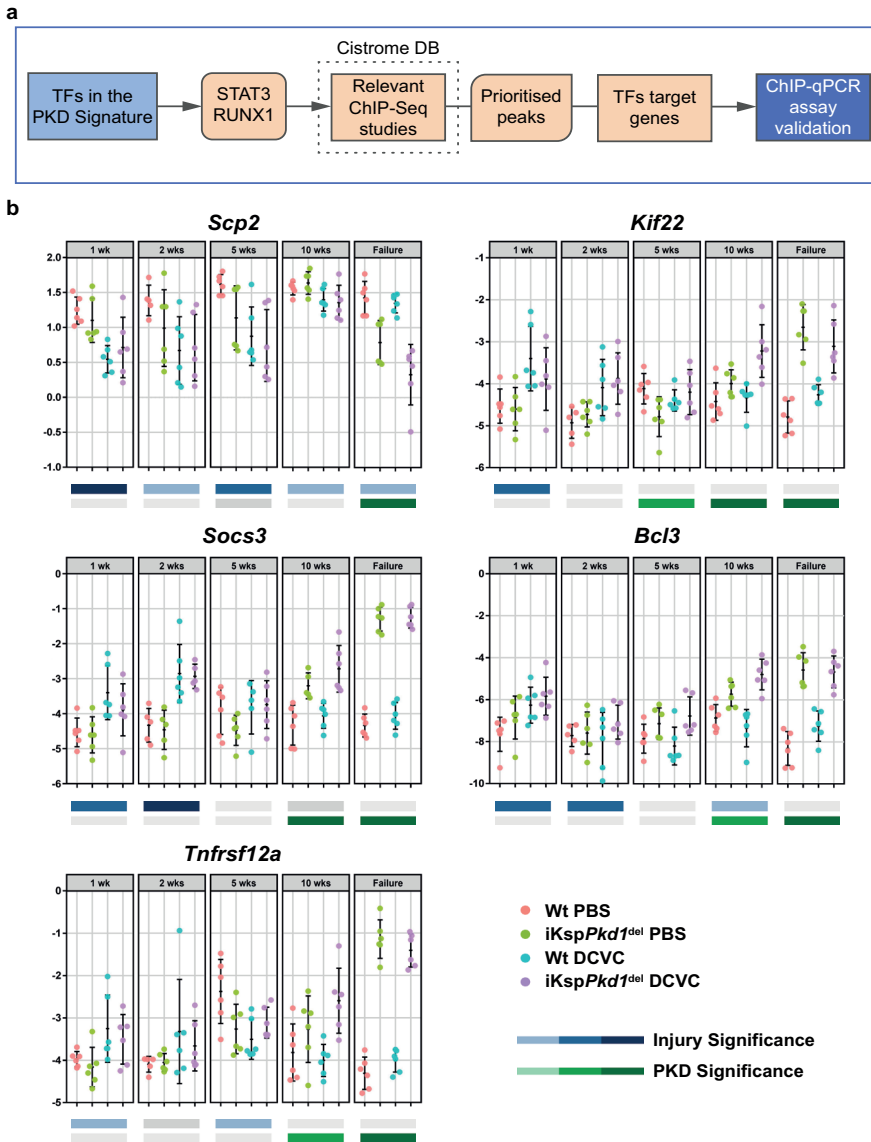 a
Cistrome DB
TFs in the
PKD Signature
STAT3
RUNX1
Relevant
ChIP-Seq
studies
Prioritised
peaks
TFs target
genes
ChIP-qPCR
assay
validation
b
Scp2
1 wk 2 wks 5 wks 10 wks Failure
2.0
1.5
1.0
0.5
0.0
-0.5
-1.0
Kif22
1 wk 2 wks 5 wks 10 wks Failure
-1
-2
-3
-4
-5
-6
Socs3
1 wk 2 wks 5 wks 10 wks Failure
0
-1
-2
-3
-4
-5
-6
Bcl3
1 wk 2 wks 5 wks 10 wks Failure
0
-2
-4
-6
-8
-10
Tnfrsf12a
1 wk 2 wks 5 wks 10 wks Failure
0
-1
-2
-3
-4
-5
Wt PBS
iKspPkd1del PBS
Wt DCVC
iKspPkd1del DCVC
Injury Significance
PKD Significance